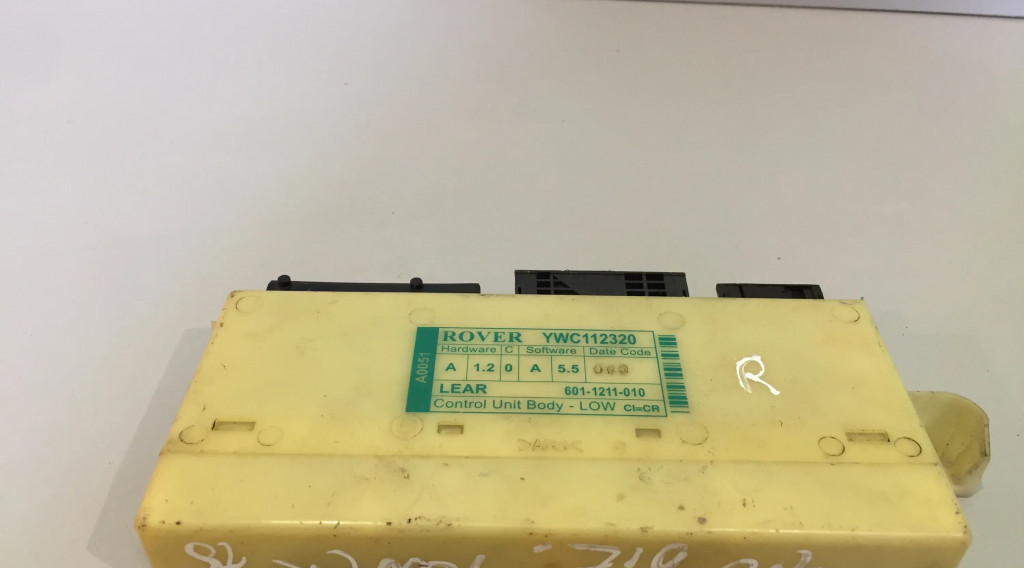 ROVER YWC112320
Hardware C Software Date Code
A 1.2 0 A 5.5
LEAR 601-1211-010
Control Unit Body - LOW CI=CR
A0051
R